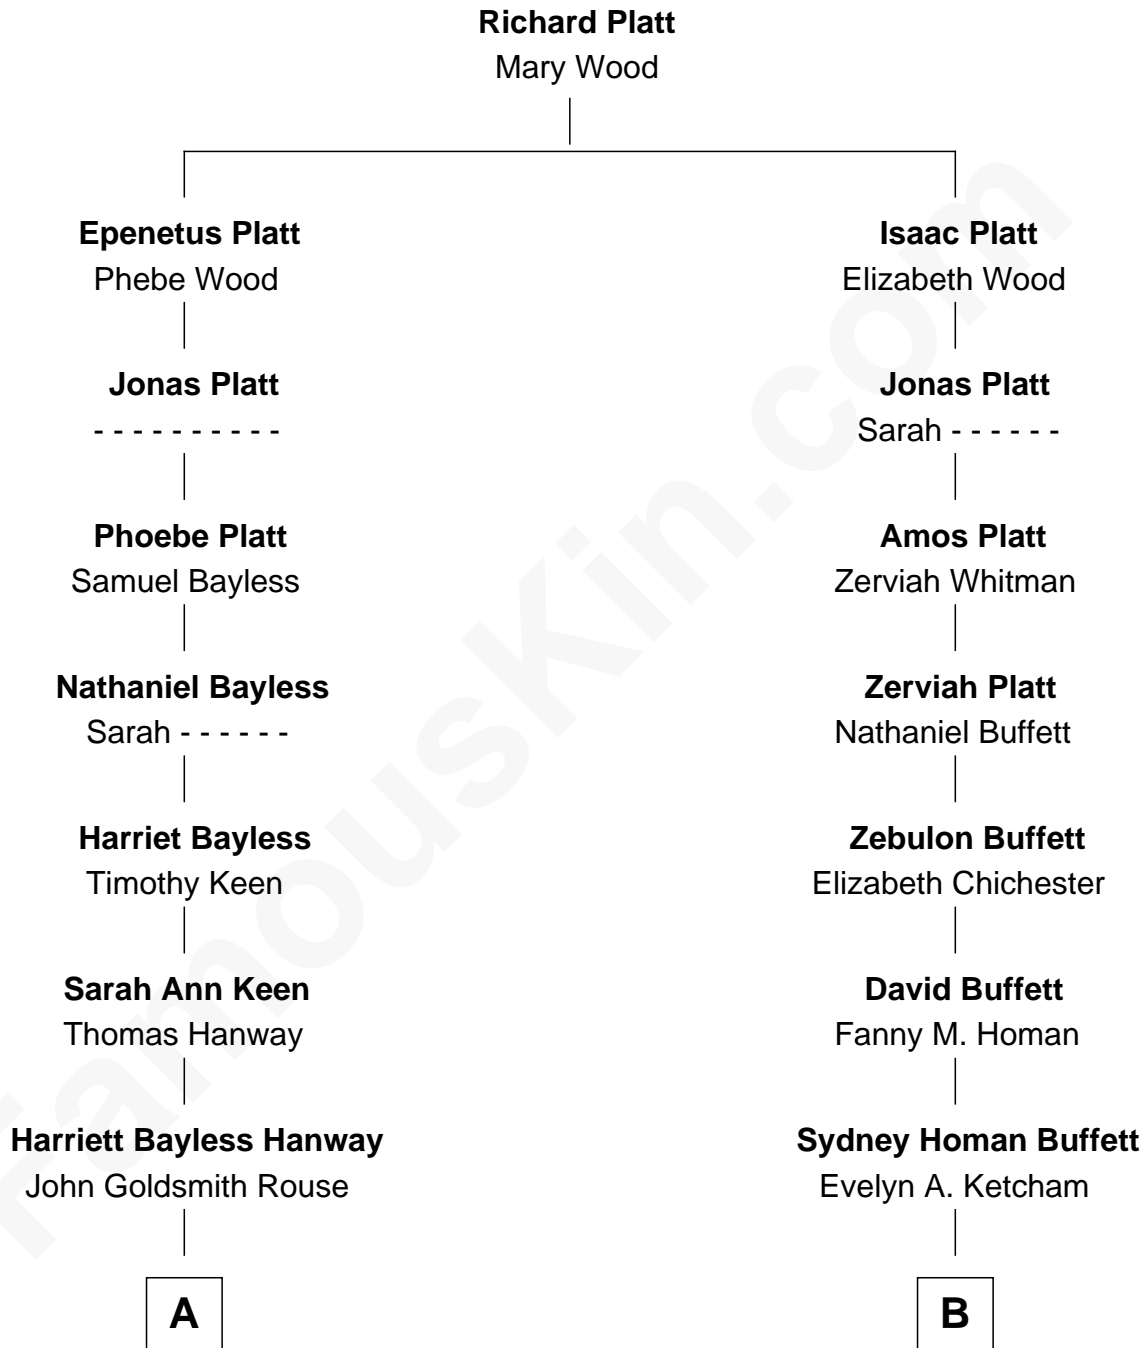 Richard Platt
Mary Wood
Epenetus Platt
Phebe Wood
Isaac Platt
Elizabeth Wood
Jonas Platt
- - - - - - - - - -
Jonas Platt
Sarah - - - - - -
Phoebe Platt
Samuel Bayless
Amos Platt
Zerviah Whitman
Nathaniel Bayless
Sarah - - - - - -
Zerviah Platt
Nathaniel Buffett
Harriet Bayless
Timothy Keen
Zebulon Buffett
Elizabeth Chichester
Sarah Ann Keen
Thomas Hanway
David Buffett
Fanny M. Homan
Harriett Bayless Hanway
John Goldsmith Rouse
Sydney Homan Buffett
Evelyn A. Ketcham
A
B
FamousKin.com